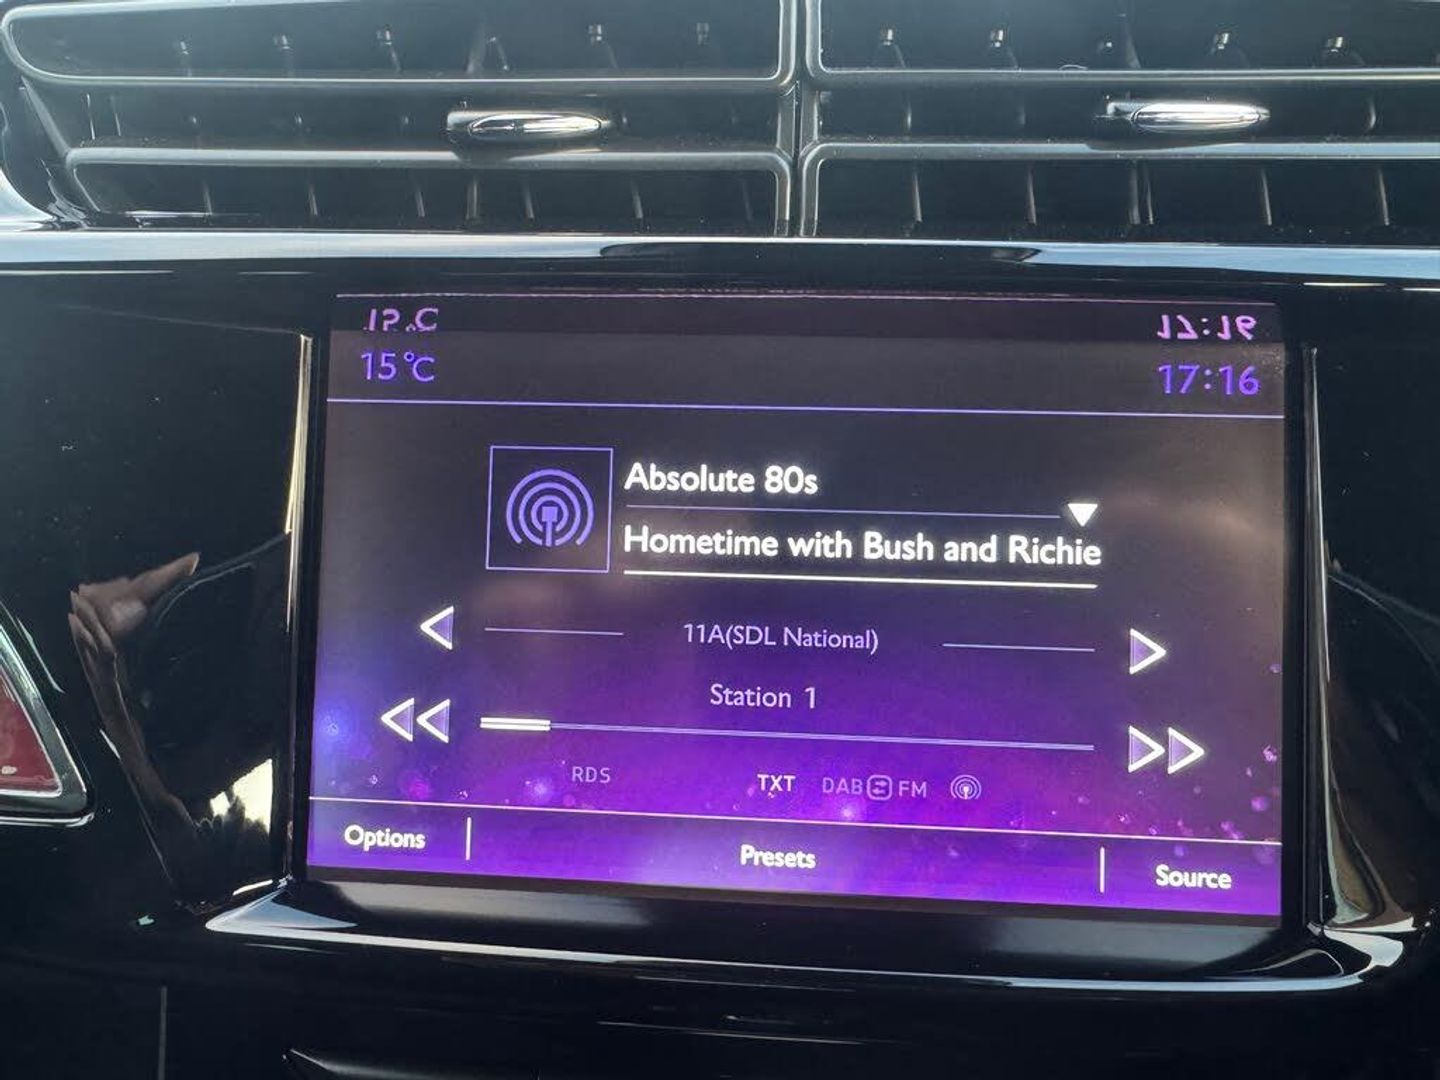 15°C 17:16
Absolute 80s
Hometime with Bush and Richie
11A(SDL National)
Station 1
RDS TXT DAB FM
Options Presets Source